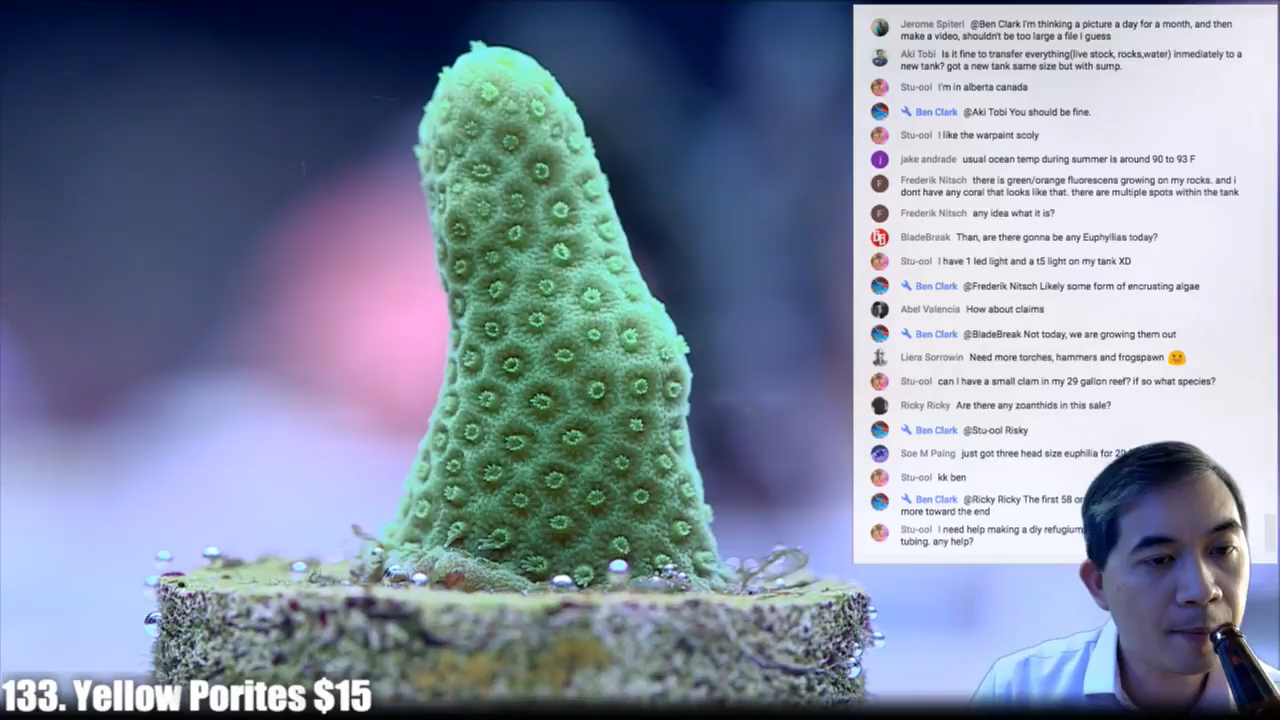 Jerome Spiteri @Ben Clark I'm thinking a picture a day for a month, and then
make a video, shouldn't be too large a file I guess
Aki Tobi Is it fine to transfer everything(live stock, rocks,water) inmediately to a
new tank? got a new tank same size but with sump.
Stu-ool I'm in alberta canada
Ben Clark @Aki Tobi You should be fine.
Stu-ool I like the warpaint scoly
j
jake andrade usual ocean temp during summer is around 90 to 93 F
F
Frederik Nitsch there is green/orange fluorescens growing on my rocks. and i
dont have any coral that looks like that. there are multiple spots within the tank
F
Frederik Nitsch any idea what it is?
BladeBreak Than, are there gonna be any Euphyllias today?
Stu-ool I have 1 led light and a t5 light on my tank XD
Ben Clark @Frederik Nitsch Likely some form of encrusting algae
Abel Valencia How about claims
Ben Clark @BladeBreak Not today, we are growing them out
Liera Sorrowin Need more torches, hammers and frogspawn
Stu-ool can I have a small clam in my 29 gallon reef? if so what species?
Ricky Ricky Are there any zoanthids in this sale?
Ben Clark @Stu-ool Risky
Soe M Paing just got three head size euphilia for
Stu-ool kk ben
Ben Clark @Ricky Ricky The first 58
more toward the end
Stu-ool I need help making a diy refugium
tubing. any help?
133. Yellow Porites $15